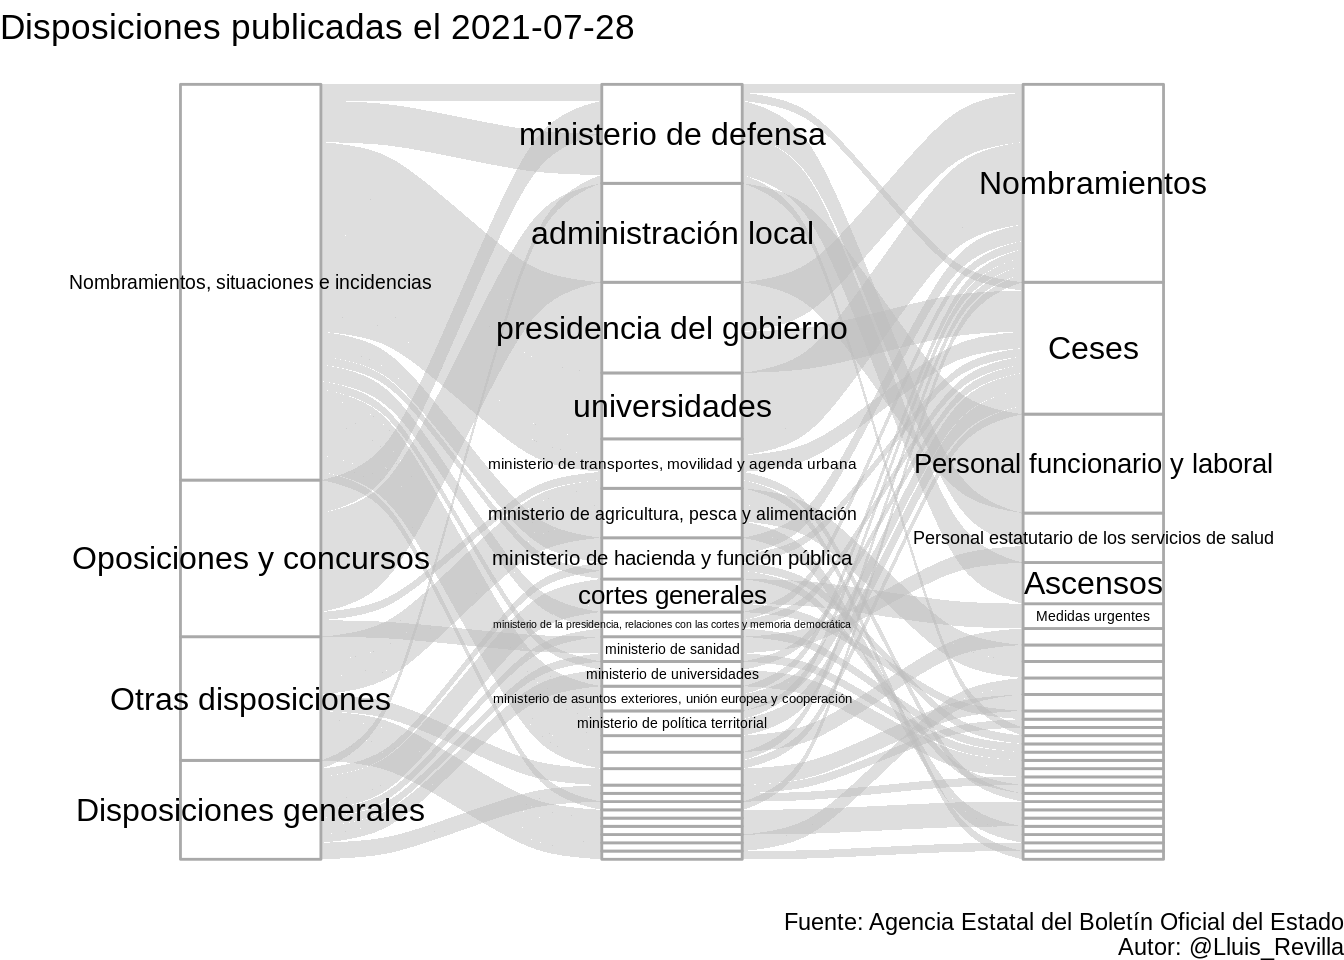 Disposiciones publicadas el 2021-07-28
Nombramientos, situaciones e incidencias
Oposiciones y concursos
Otras disposiciones
Disposiciones generales
ministerio de defensa
administración local
presidencia del gobierno
universidades
ministerio de transportes, movilidad y agenda urbana
ministerio de agricultura, pesca y alimentación
ministerio de hacienda y función pública
cortes generales
ministerio de la presidencia, relaciones con las cortes y memoria democrática
ministerio de sanidad
ministerio de universidades
ministerio de asuntos exteriores, unión europea y cooperación
ministerio de política territorial
Nombramientos
Ceses
Personal funcionario y laboral
Personal estatutario de los servicios de salud
Ascensos
Medidas urgentes
Fuente: Agencia Estatal del Boletín Oficial del Estado
Autor: @Lluis_Revilla